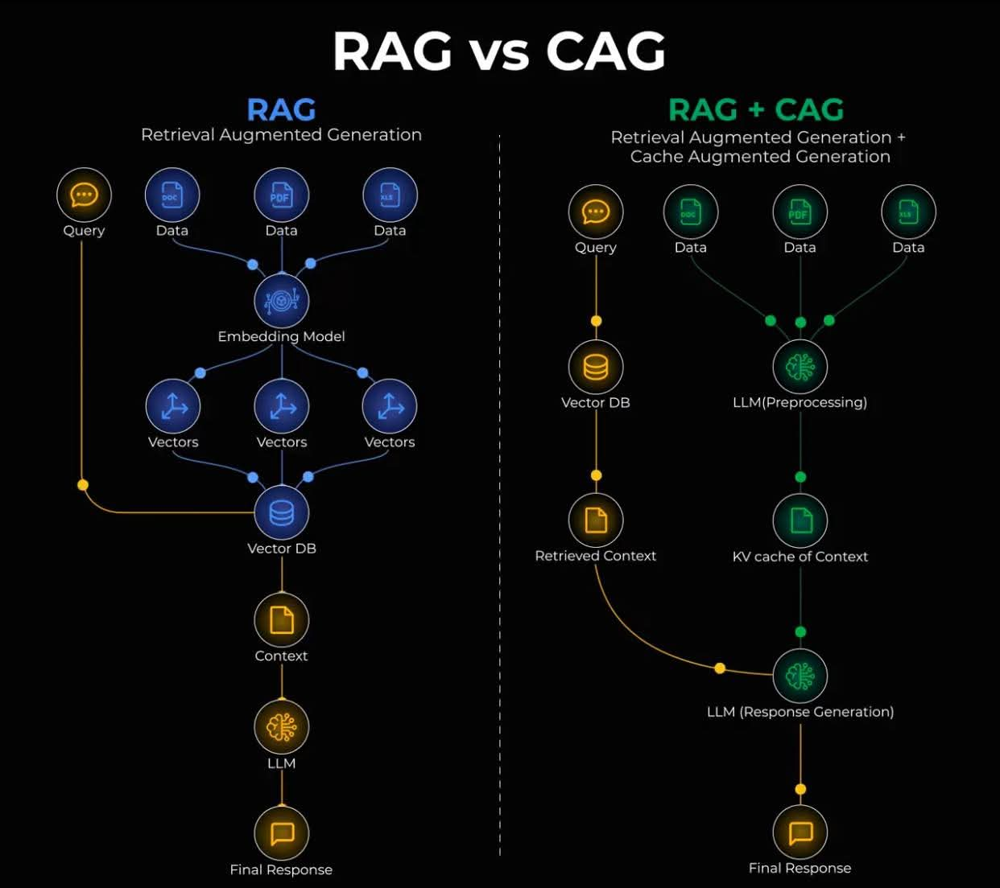 RAG vs CAG
RAG
Retrieval Augmented Generation
Query
DOC
Data
PDF
Data
XLS
Data
Embedding Model
Vectors
Vectors
Vectors
Vector DB
Context
LLM
Final Response
RAG + CAG
Retrieval Augmented Generation +
Cache Augmented Generation
Query
DOC
Data
PDF
Data
XLS
Data
Vector DB
LLM(Preprocessing)
Retrieved Context
KV cache of Context
LLM (Response Generation)
Final Response